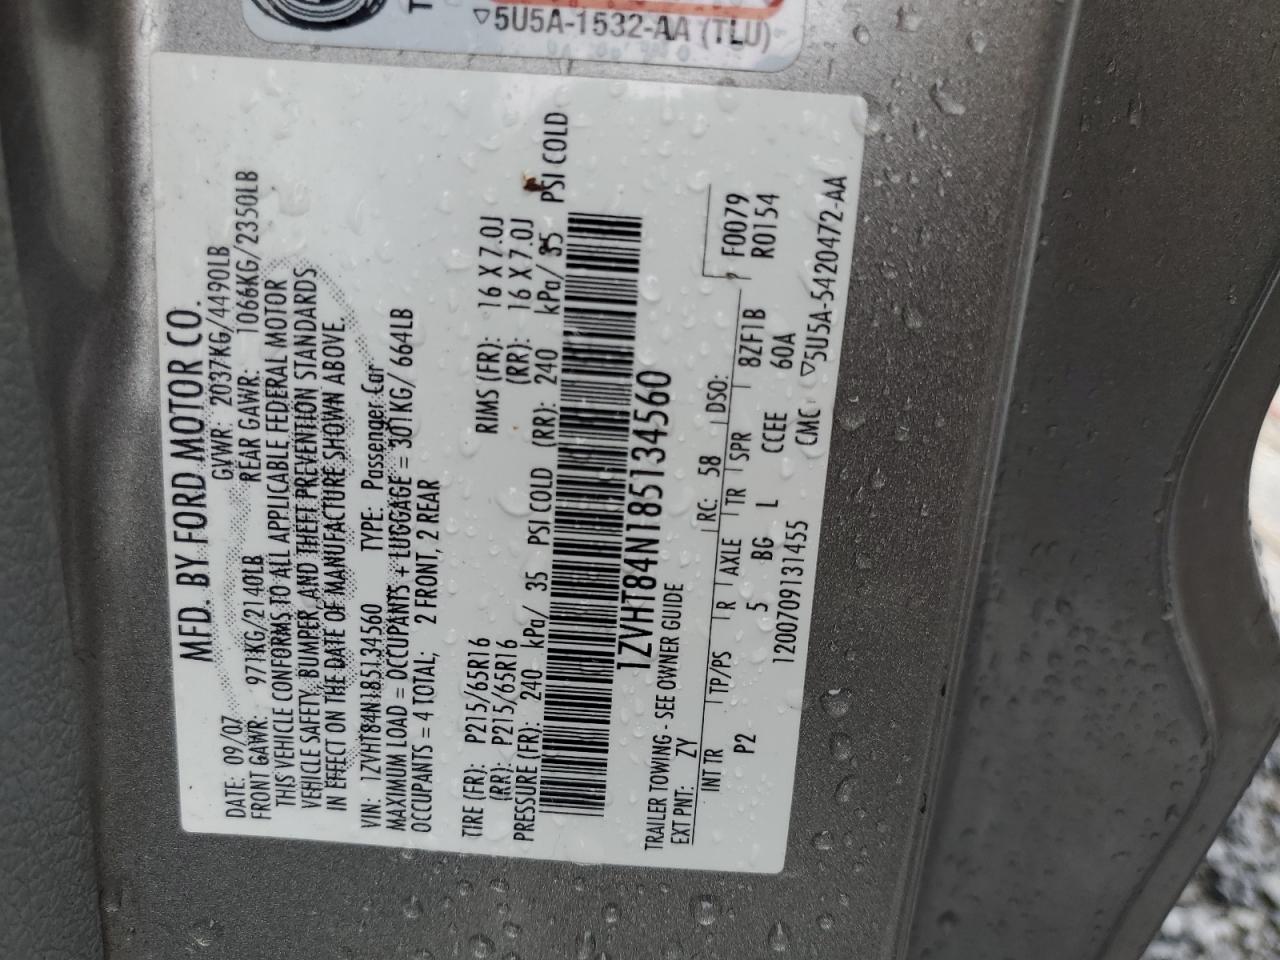 5U5A-1532-AA (TLU)
MFD. BY FORD MOTOR CO.
DATE: 09/07 GVWR: 2037KG/4490LB
FRONT GAWR: 971KG/2140LB REAR GAWR: 1066KG/2350LB
THIS VEHICLE CONFORMS TO ALL APPLICABLE FEDERAL MOTOR
VEHICLE SAFETY, BUMPER, AND THEFT PREVENTION STANDARDS
IN EFFECT ON THE DATE OF MANUFACTURE SHOWN ABOVE.
VIN: 1ZVHT84N185134560 TYPE: Passenger Car
MAXIMUM LOAD = OCCUPANTS + LUGGAGE = 301KG/ 664LB
OCCUPANTS = 4 TOTAL, 2 FRONT, 2 REAR
TIRE (FR): P215/65R16 RIMS (FR): 16 X 7.0J
(RR): P215/65R16 (RR): 16 X 7.0J
PRESSURE (FR): 240 kPa/ 35 PSI COLD (RR): 240 kPa/ 35 PSI COLD
1ZVHT84N185134560
TRAILER TOWING - SEE OWNER GUIDE
EXT PNT: ZY RC: 58 DSO: F0079
INT TR TP/PS R AXLE TR SPR R0154
P2 5 BG L CCEE 8ZF1B 60A
1200709131455 CMC ▽5U5A-5420472-AA